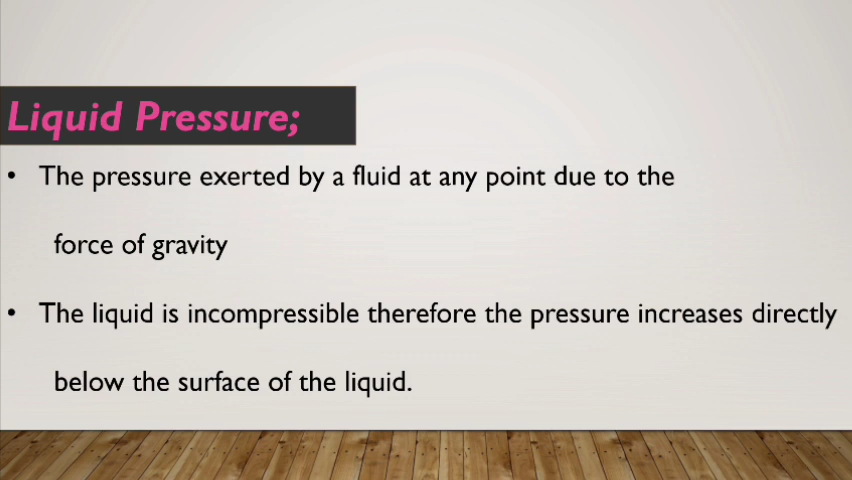 Liquid Pressure;
• The pressure exerted by a fluid at any point due to the
force of gravity
• The liquid is incompressible therefore the pressure increases directly
below the surface of the liquid.